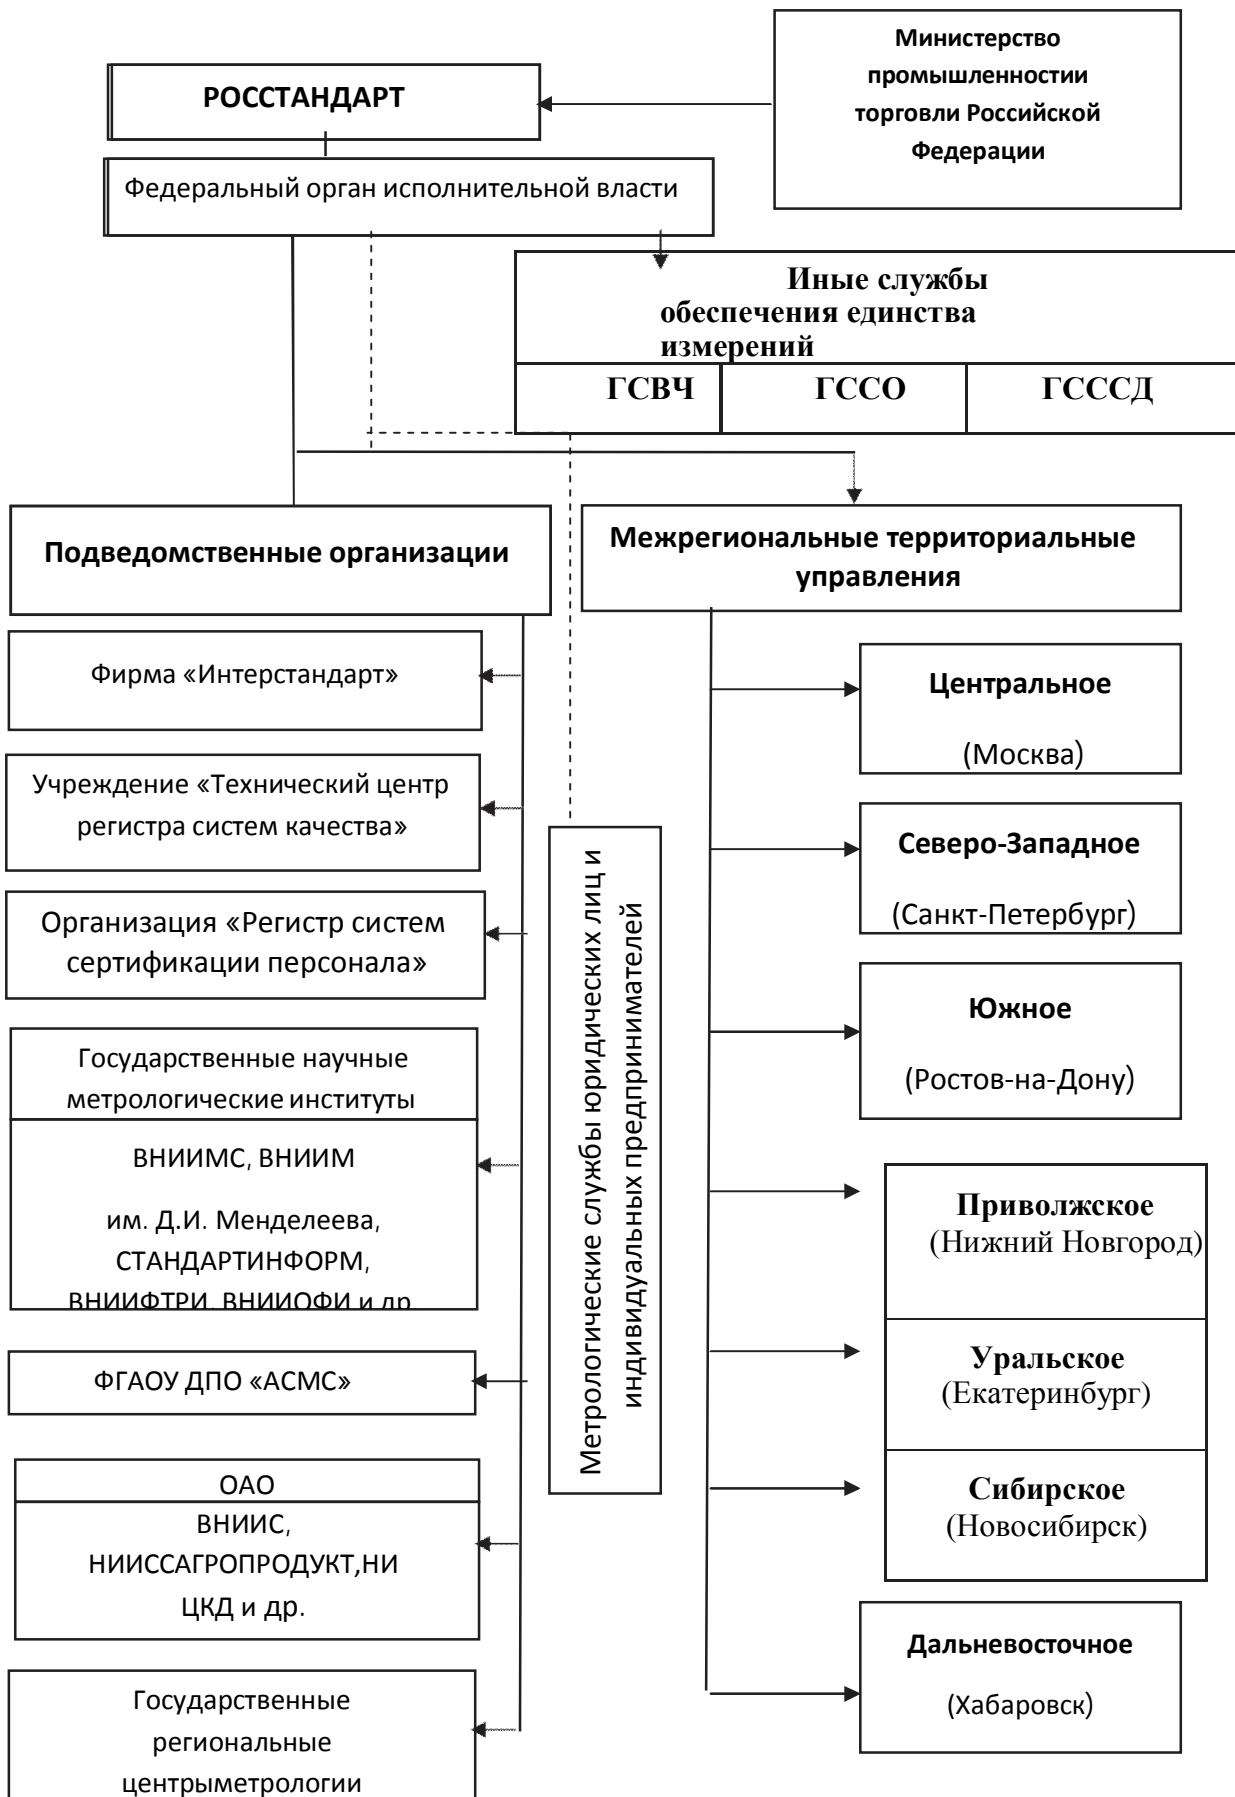 Министерство
промышленностии
торговли Российской
Федерации
РОССТАНДАРТ
Федеральный орган исполнительной власти
Иные службы
обеспечения единства
измерений
ГСВЧ
ГССО
ГСССД
Подведомственные организации
Межрегиональные территориальные
управления
Фирма «Интерстандарт»
Учреждение «Технический центр
регистра систем качества»
Организация «Регистр систем
сертификации персонала»
Государственные научные
метрологические институты
ВНИИМС, ВНИИМ
им. Д.И. Менделеева,
СТАНДАРТИНФОРМ,
ВНИИФТРИ, ВНИИОФИ и др.
ФГАОУ ДПО «АСМС»
ОАО
ВНИИС,
НИИССАГРОПРОДУКТ,НИ
ЦКД и др.
Государственные
региональные
центрыметрологии
Метрологические службы юридических лиц и
индивидуальных предпринимателей
Центральное
(Москва)
Северо-Западное
(Санкт-Петербург)
Южное
(Ростов-на-Дону)
Приволжское
(Нижний Новгород)
Уральское
(Екатеринбург)
Сибирское
(Новосибирск)
Дальневосточное
(Хабаровск)